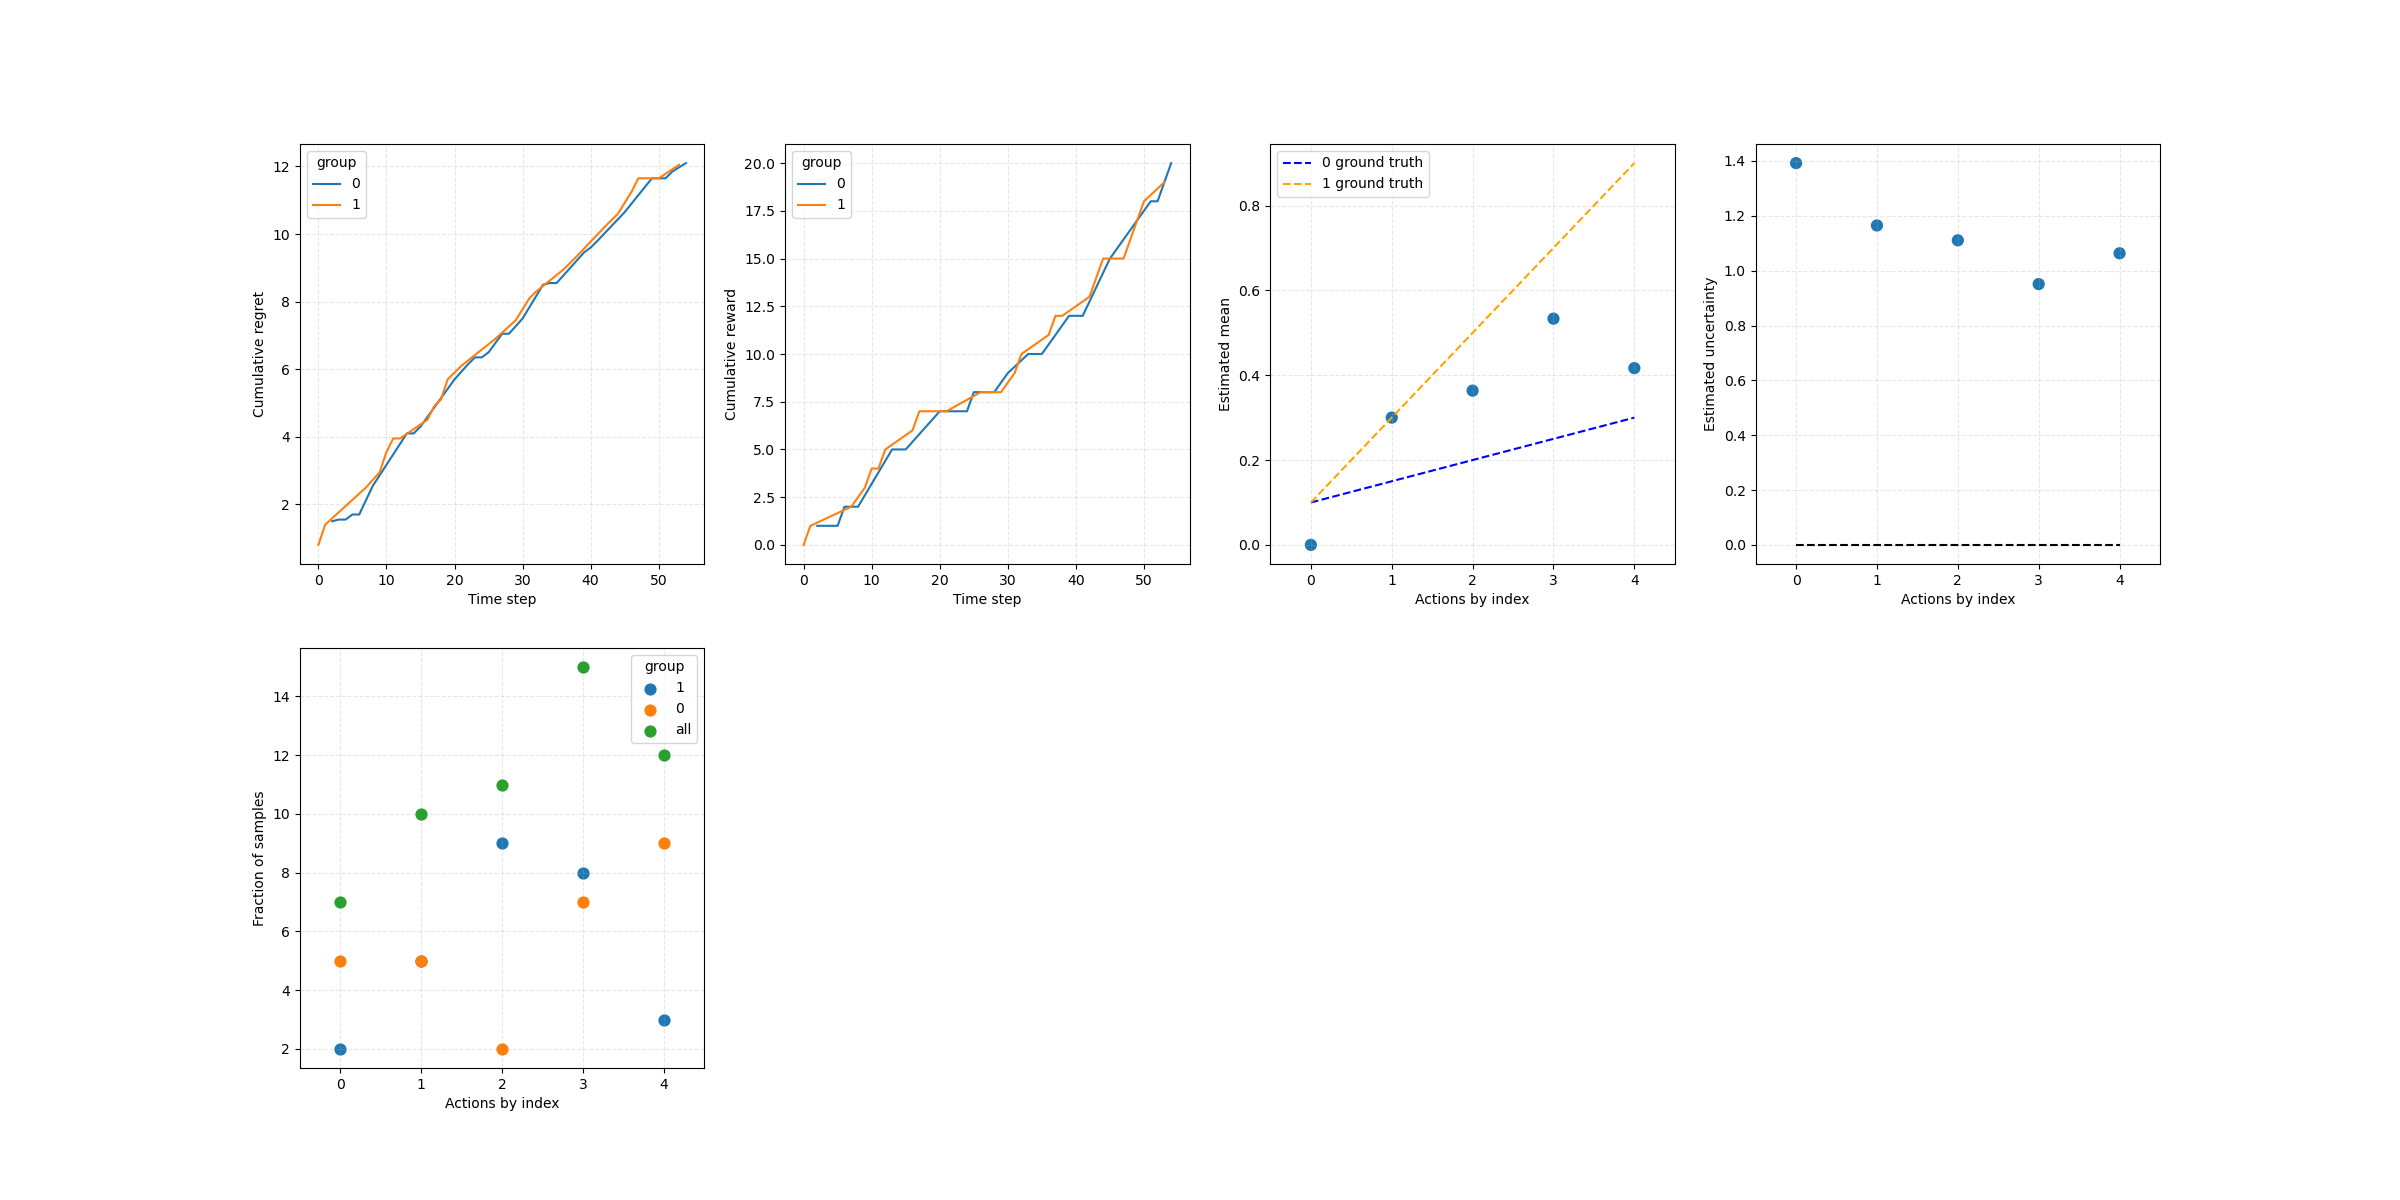 group
0
1
12
10
8
6
4
2
Cumulative regret
0 10 20 30 40 50
Time step
group
0
1
20.0
17.5
15.0
12.5
10.0
7.5
5.0
2.5
0.0
Cumulative reward
0 10 20 30 40 50
Time step
0 ground truth
1 ground truth
0.8
0.6
0.4
0.2
0.0
Estimated mean
0 1 2 3 4
Actions by index
1.4
1.2
1.0
0.8
0.6
0.4
0.2
0.0
Estimated uncertainty
0 1 2 3 4
Actions by index
group
1
0
all
14
12
10
8
6
4
2
Fraction of samples
0 1 2 3 4
Actions by index